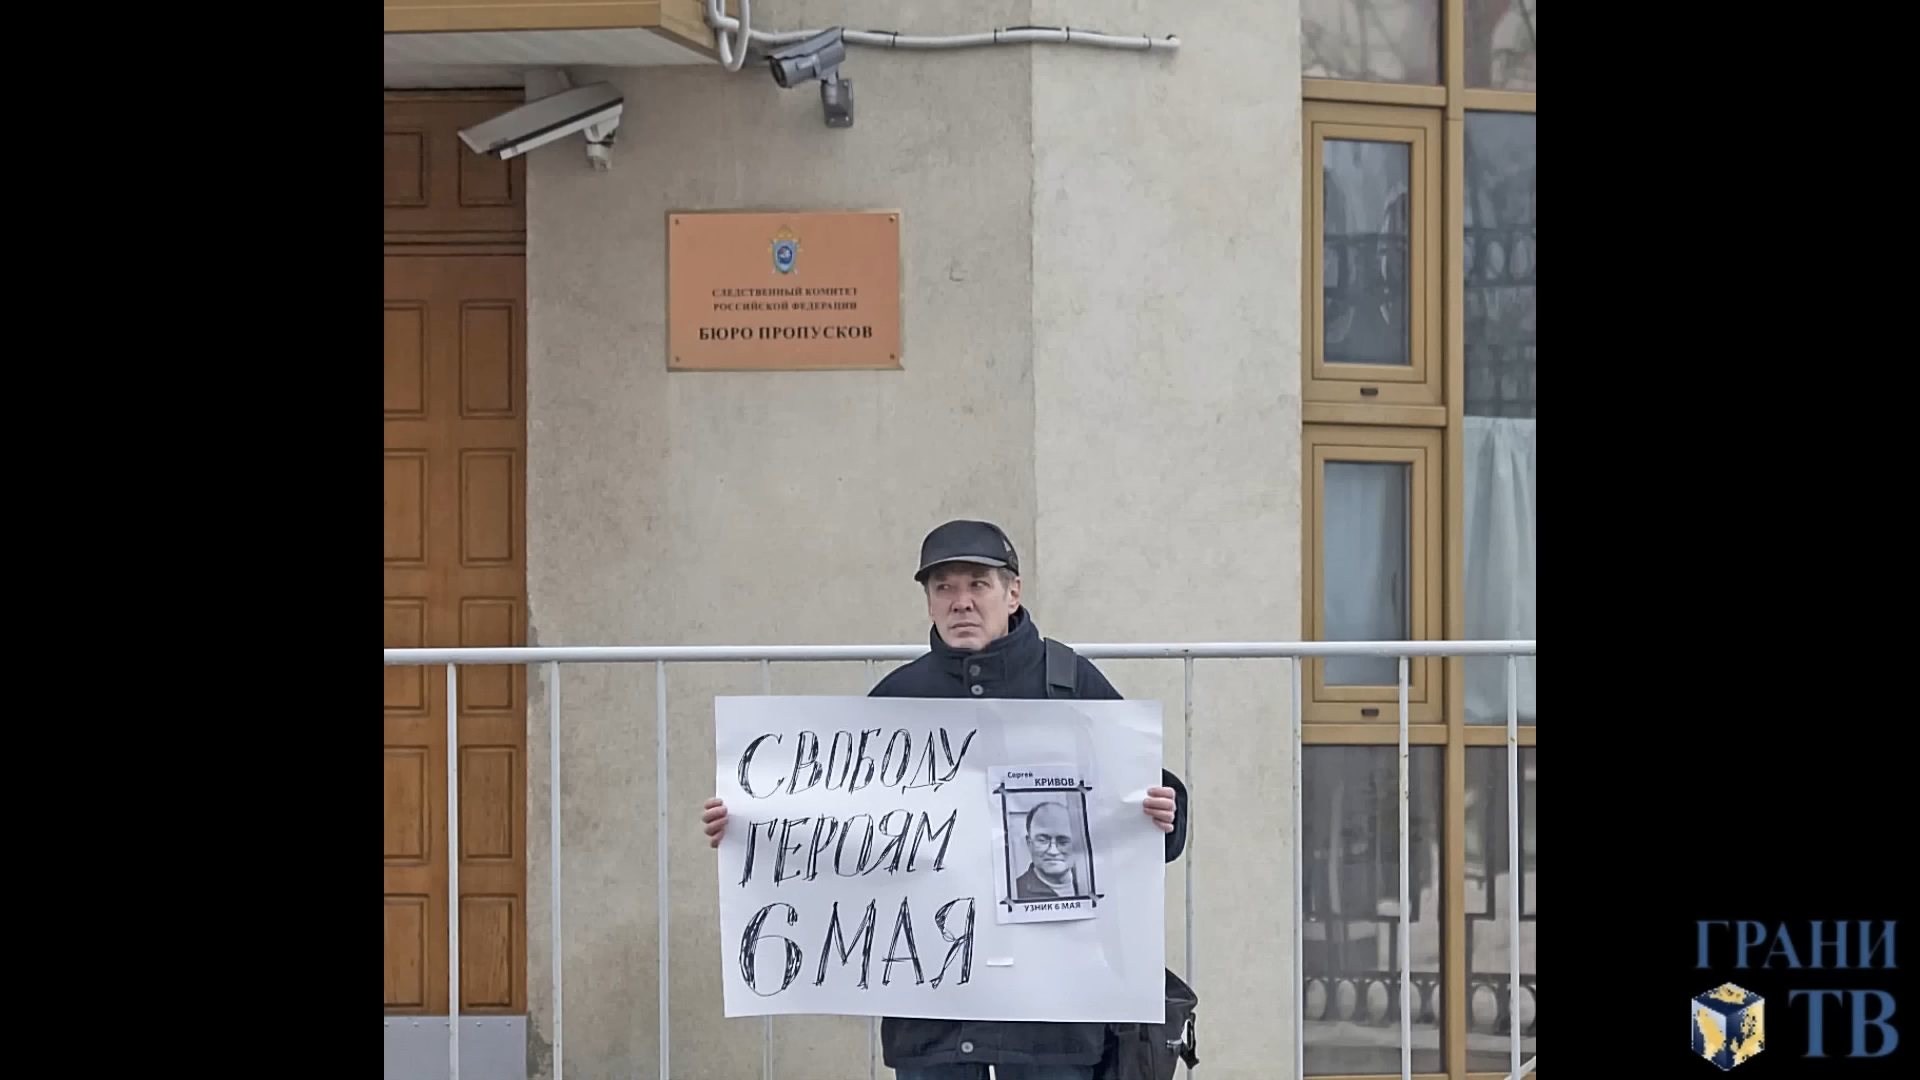 СЛЕДСТВЕННЫЙ КОМИТЕТ
РОССИЙСКОЙ ФЕДЕРАЦИИ
БЮРО ПРОПУСКОВ
СВОБОДУ
ГЕРОЯМ
6 МАЯ
Сергей
КРИВОВ
УЗНИК 6 МАЯ
ГРАНИ
ТВ